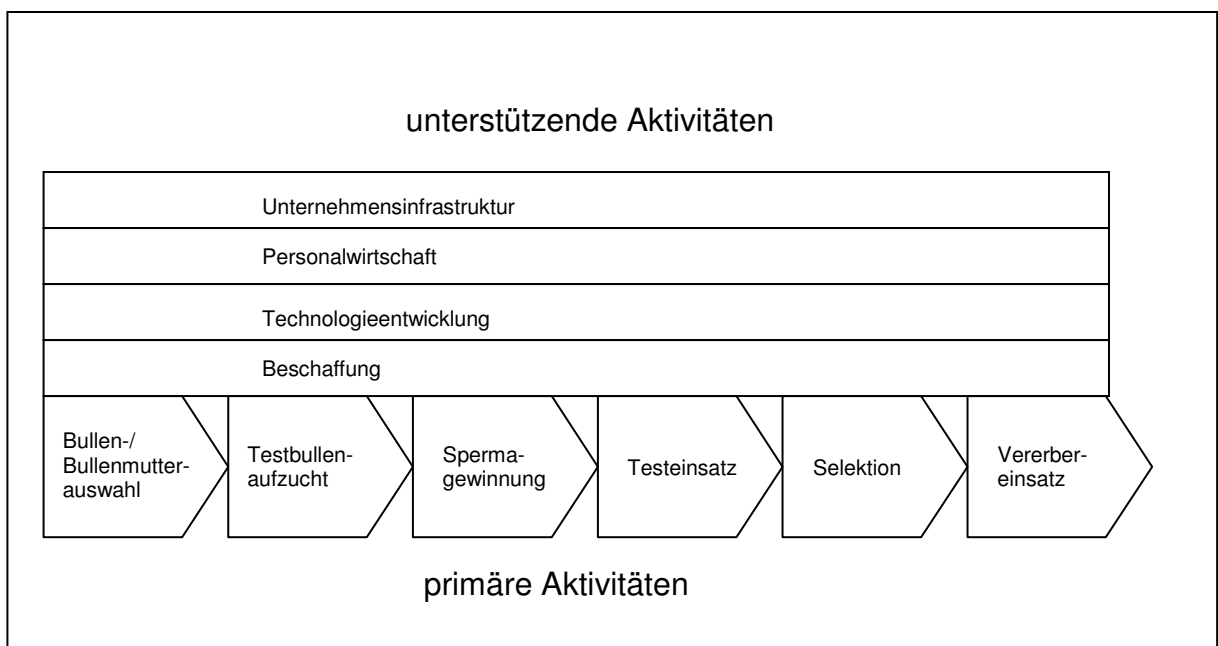 unterstützende Aktivitäten
Unternehmensinfrastruktur
Personalwirtschaft
Technologieentwicklung
Beschaffung
Bullen-/
Bullenmutter-
auswahl
Testbullen-
aufzucht
Sperma-
gewinnung
Testeinsatz
Selektion
Vererber-
einsatz
primäre Aktivitäten